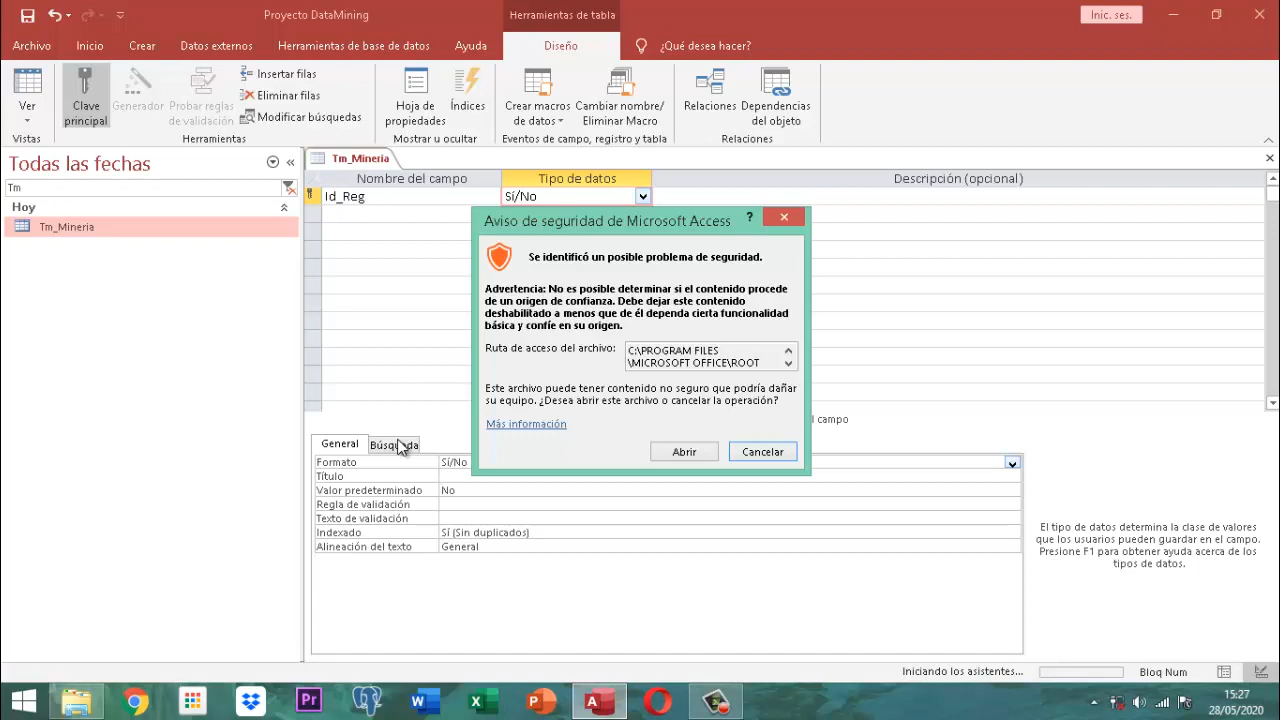 Proyecto DataMining
Herramientas de tabla
Inic. ses.
Archivo
Inicio
Crear
Datos externos
Herramientas de base de datos
Ayuda
Diseño
¿Qué desea hacer?
Ver
Clave principal
Generador
Probar reglas de validación
Insertar filas
Eliminar filas
Modificar búsquedas
Hoja de propiedades
Índices
Crear macros de datos
Cambiar nombre/ Eliminar Macro
Relaciones
Dependencias del objeto
Vistas
Herramientas
Mostrar u ocultar
Eventos de campo, registro y tabla
Relaciones
Todas las fechas
Tm
Hoy
Tm_Mineria
Tm_Mineria
Nombre del campo
Tipo de datos
Descripción (opcional)
Id_Reg
Sí/No
Aviso de seguridad de Microsoft Access
?
Se identificó un posible problema de seguridad.
Advertencia: No es posible determinar si el contenido procede
de un origen de confianza. Debe dejar este contenido
deshabilitado a menos que de él dependa cierta funcionalidad
básica y confíe en su origen.
Ruta de acceso del archivo:
C:\PROGRAM FILES
\MICROSOFT OFFICE\ROOT
Este archivo puede tener contenido no seguro que podría dañar
su equipo. ¿Desea abrir este archivo o cancelar la operación?
Más información
Abrir
Cancelar
l campo
General
Búsqueda
Formato
Sí/No
Título
Valor predeterminado
No
Regla de validación
Texto de validación
Indexado
Sí (Sin duplicados)
Alineación del texto
General
El tipo de datos determina la clase de valores
que los usuarios pueden guardar en el campo.
Presione F1 para obtener ayuda acerca de los
tipos de datos.
Iniciando los asistentes...
Bloq Num
Pr
15:27
28/05/2020